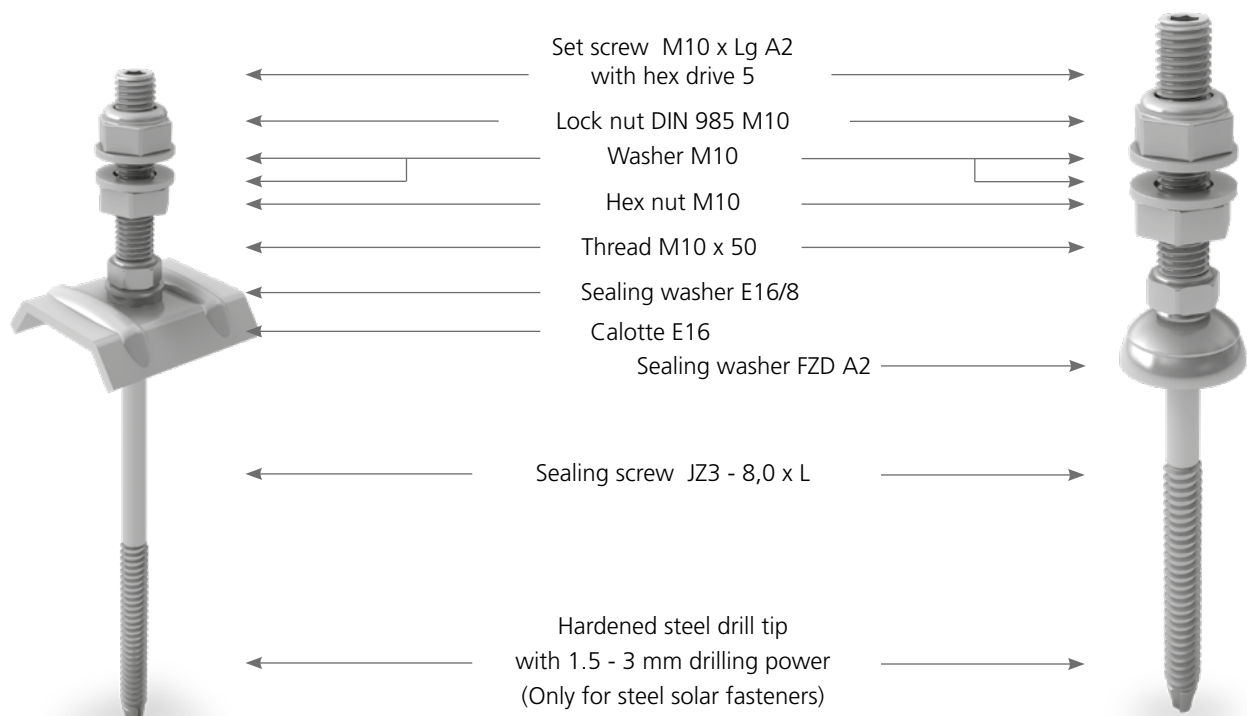 Set screw M10 x Lg A2
with hex drive 5
Lock nut DIN 985 M10
Washer M10
Hex nut M10
Thread M10 x 50
Sealing washer E16/8
Calotte E16
Sealing washer FZD A2
Sealing screw JZ3 - 8,0 x L
Hardened steel drill tip
with 1.5 - 3 mm drilling power
(Only for steel solar fasteners)